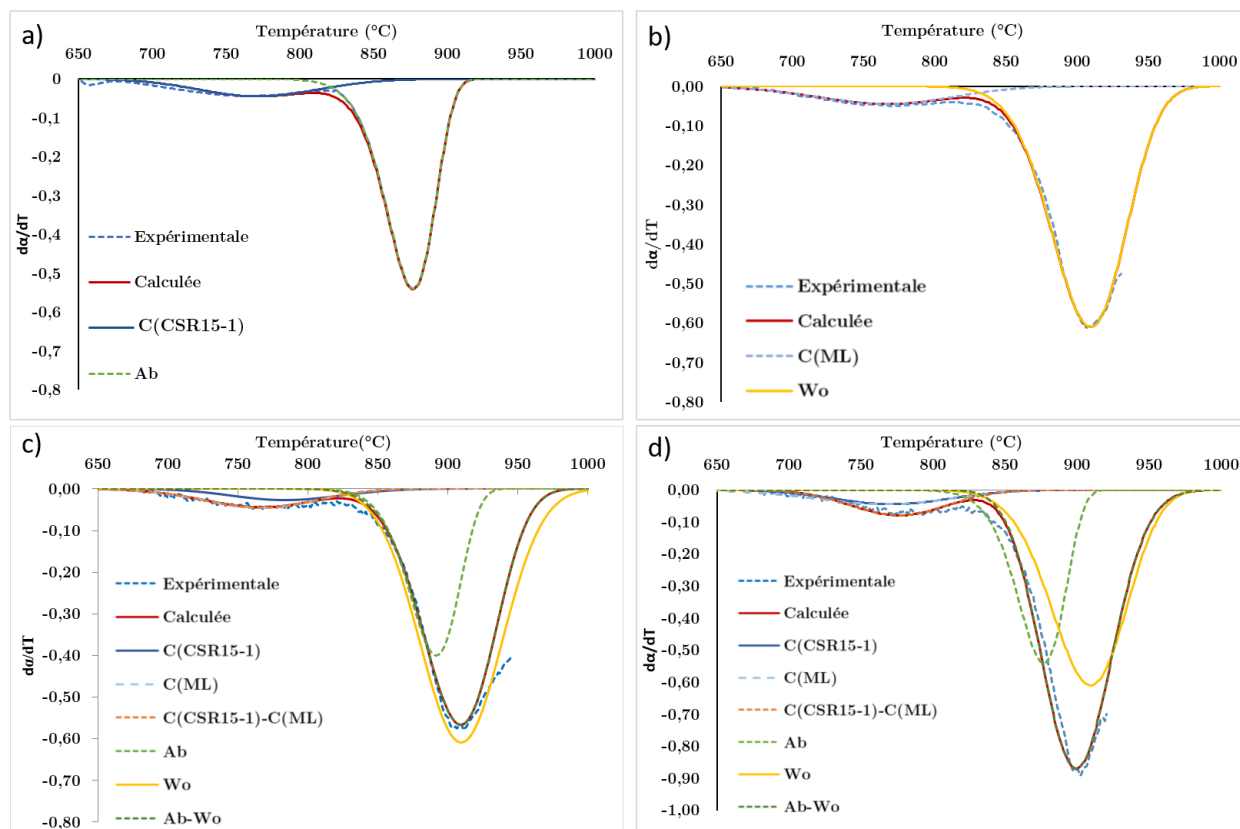 a)
Température (°C)
650 700 750 800 850 900 950 1000
0
-0,1
-0,2
-0,3
-0,4
-0,5
-0,6
-0,7
-0,8
dα/dT
Expérimentale
Calculée
C(CSR15-1)
Ab
b)
Température (°C)
650 700 750 800 850 900 950 1000
0,00
-0,10
-0,20
-0,30
-0,40
-0,50
-0,60
-0,70
-0,80
dα/dT
Expérimentale
Calculée
C(ML)
Wo
c)
Température(°C)
650 700 750 800 850 900 950 1000
0,00
-0,10
-0,20
-0,30
-0,40
-0,50
-0,60
-0,70
-0,80
dα/dT
Expérimentale
Calculée
C(CSR15-1)
C(ML)
C(CSR15-1)-C(ML)
Ab
Wo
Ab-Wo
d)
Température (°C)
650 700 750 800 850 900 950 1000
0,00
-0,10
-0,20
-0,30
-0,40
-0,50
-0,60
-0,70
-0,80
-0,90
-1,00
dα/dT
Expérimentale
Calculée
C(CSR15-1)
C(ML)
C(CSR15-1)-C(ML)
Ab
Wo
Ab-Wo